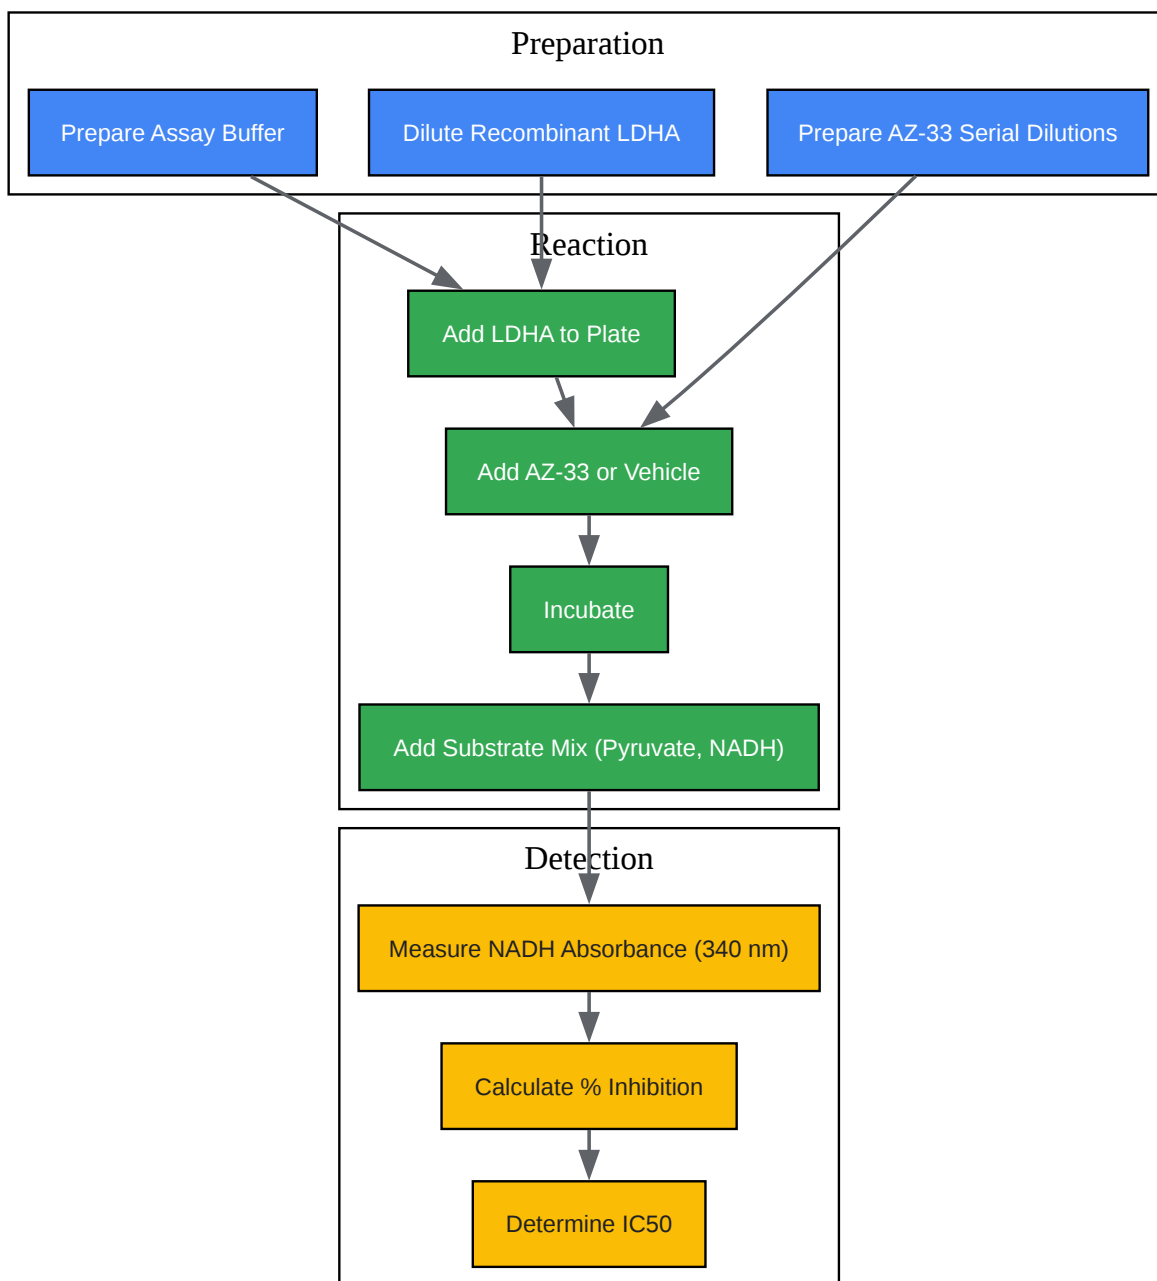 Preparation
Prepare Assay Buffer
Dilute Recombinant LDHA
Prepare AZ-33 Serial Dilutions
Reaction
Add LDHA to Plate
Add AZ-33 or Vehicle
Incubate
Add Substrate Mix (Pyruvate, NADH)
Detection
Measure NADH Absorbance (340 nm)
Calculate % Inhibition
Determine IC50